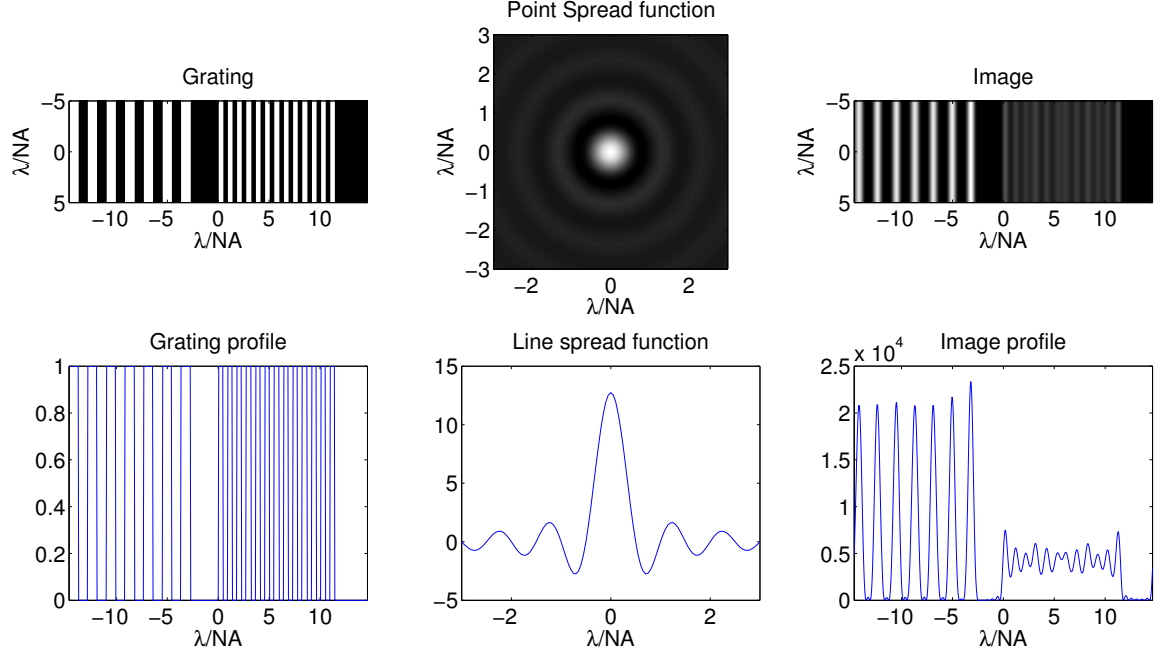 Grating
−5
0
5
λ/NA
−10 −5 0 5 10
λ/NA
Point Spread function
3
2
1
0
−1
−2
−3
λ/NA
−2 0 2
λ/NA
Image
−5
0
5
λ/NA
−10 −5 0 5 10
λ/NA
Grating profile
1
0.8
0.6
0.4
0.2
0
−10 −5 0 5 10
λ/NA
Line spread function
15
10
5
0
−5
−2 0 2
λ/NA
Image profile
x 10^4
2.5
2
1.5
1
0.5
0
−10 −5 0 5 10
λ/NA